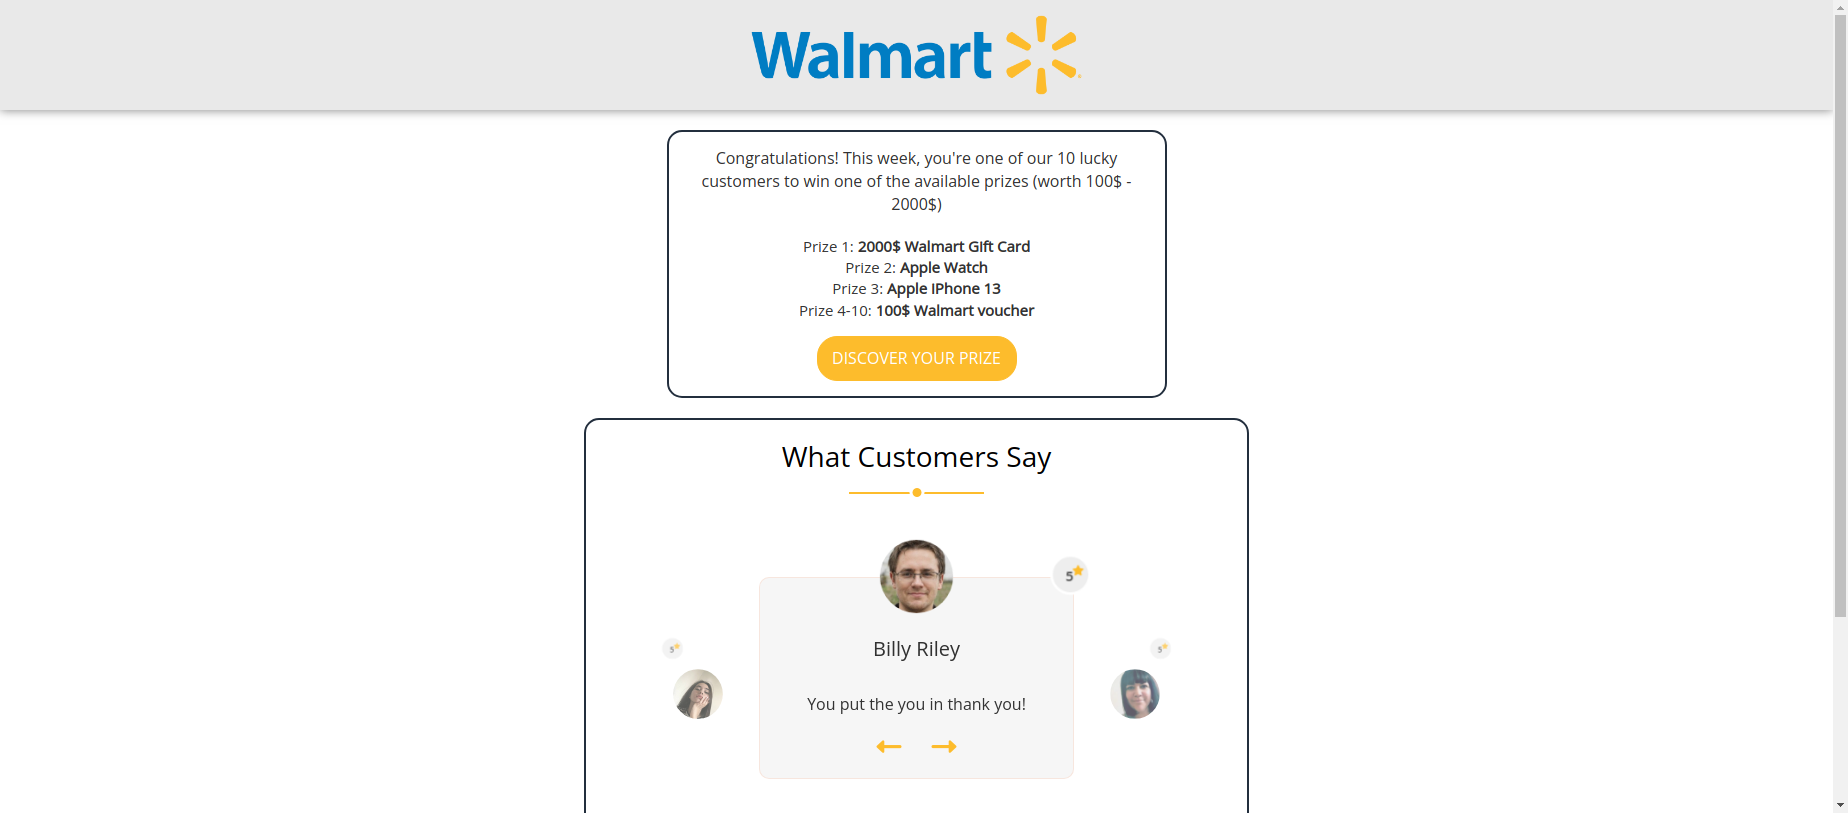 Walmart
Congratulations! This week, you're one of our 10 lucky
customers to win one of the available prizes (worth 100$ -
2000$)
Prize 1: 2000$ Walmart Gift Card
Prize 2: Apple Watch
Prize 3: Apple iPhone 13
Prize 4-10: 100$ Walmart voucher
DISCOVER YOUR PRIZE
What Customers Say
5
Billy Riley
5
5
You put the you in thank you!